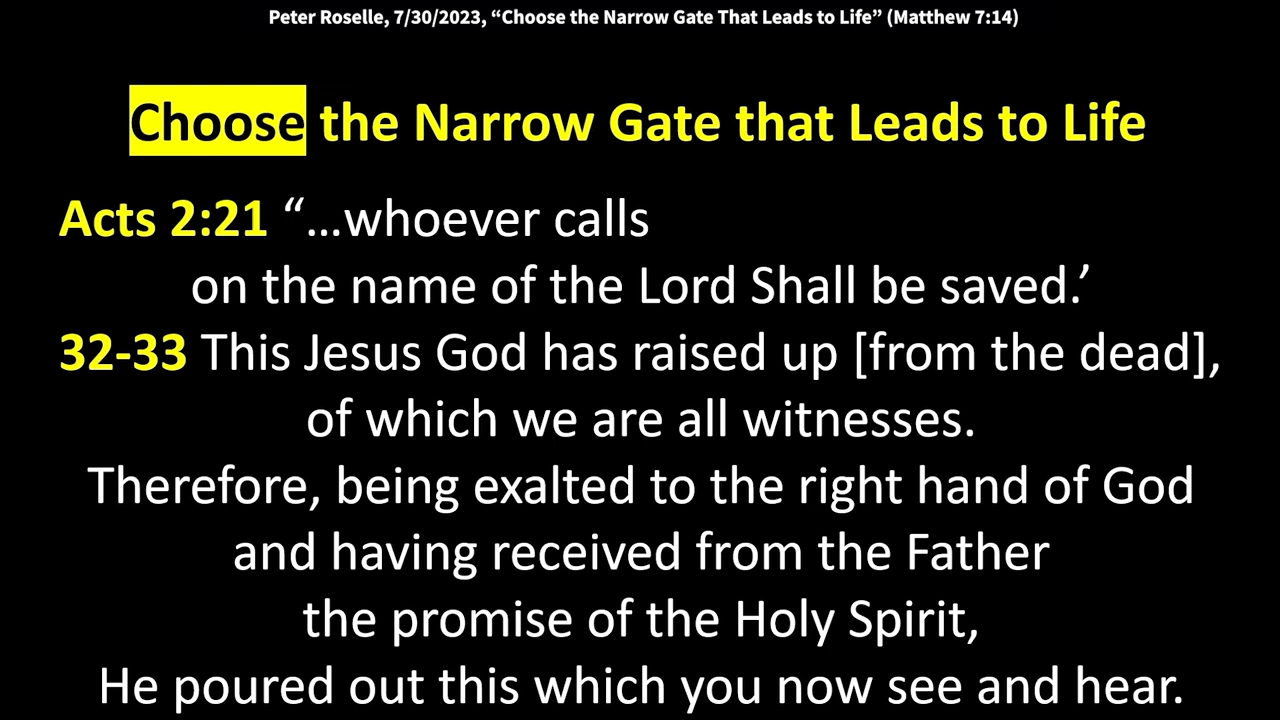 Peter Roselle, 7/30/2023, “Choose the Narrow Gate That Leads to Life” (Matthew 7:14)
Choose the Narrow Gate that Leads to Life
Acts 2:21 “…whoever calls
on the name of the Lord Shall be saved.’
32-33 This Jesus God has raised up [from the dead],
of which we are all witnesses.
Therefore, being exalted to the right hand of God
and having received from the Father
the promise of the Holy Spirit,
He poured out this which you now see and hear.